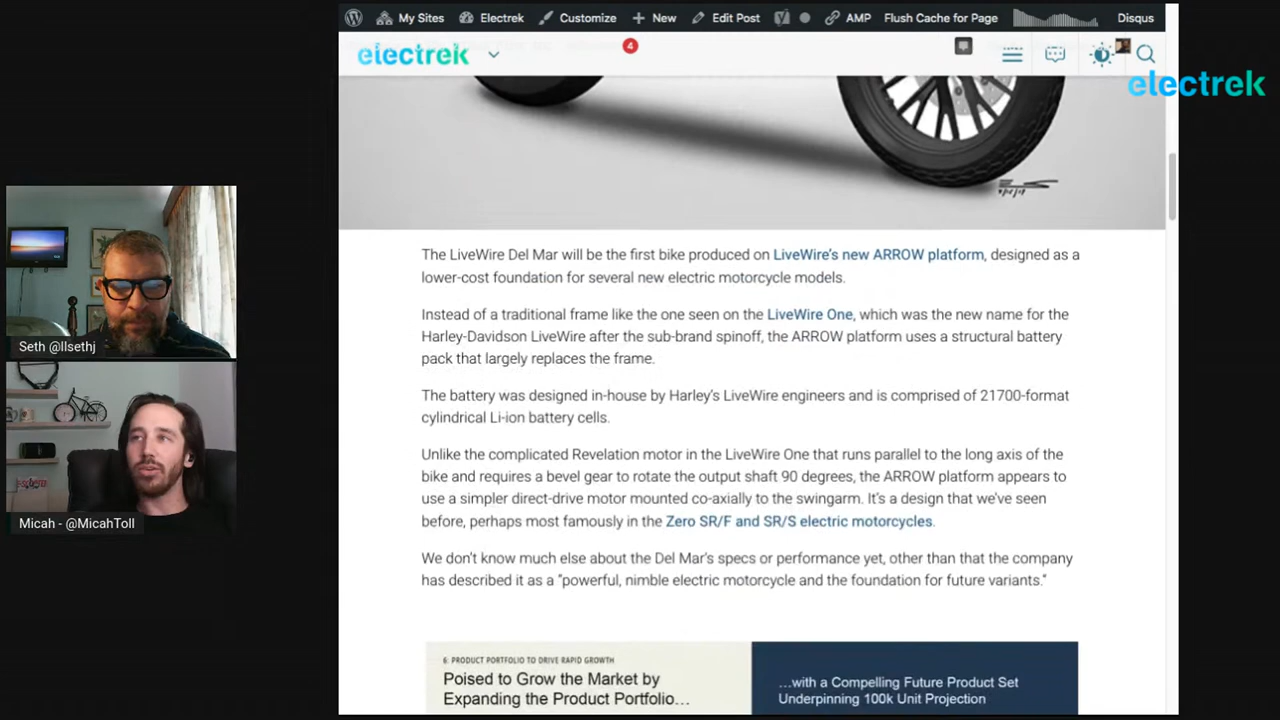 My Sites Electrek Customize New Edit Post AMP Flush Cache for Page Disqus
electrek 4
electrek
The LiveWire Del Mar will be the first bike produced on LiveWire's new ARROW platform, designed as a
lower-cost foundation for several new electric motorcycle models.
Instead of a traditional frame like the one seen on the LiveWire One, which was the new name for the
Harley-Davidson LiveWire after the sub-brand spinoff, the ARROW platform uses a structural battery
pack that largely replaces the frame.
The battery was designed in-house by Harley's LiveWire engineers and is comprised of 21700-format
cylindrical Li-ion battery cells.
Unlike the complicated Revelation motor in the LiveWire One that runs parallel to the long axis of the
bike and requires a bevel gear to rotate the output shaft 90 degrees, the ARROW platform appears to
use a simpler direct-drive motor mounted co-axially to the swingarm. It's a design that we've seen
before, perhaps most famously in the Zero SR/F and SR/S electric motorcycles.
We don't know much else about the Del Mar's specs or performance yet, other than that the company
has described it as a "powerful, nimble electric motorcycle and the foundation for future variants."
6: PRODUCT PORTFOLIO TO DRIVE RAPID GROWTH
Poised to Grow the Market by
Expanding the Product Portfolio...
...with a Compelling Future Product Set
Underpinning 100k Unit Projection
Seth @llsethj
Micah - @MicahToll